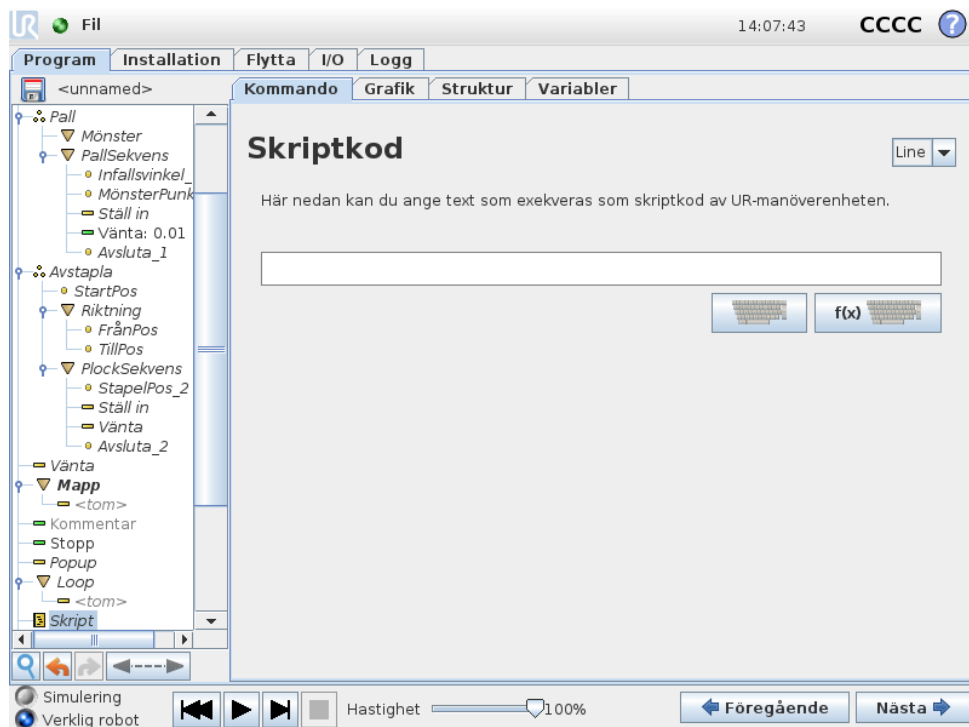 UR Fil 14:07:43 CCCC ?
Program Installation Flytta I/O Logg
<unnamed> Kommando Grafik Struktur Variabler
Pall
Mönster
PallSekvens
Infallsvinkel_
MönsterPunk
Ställ in
Vänta: 0.01
Avsluta_1
Avstapla
StartPos
Riktning
FrånPos
TillPos
PlockSekvens
StapelPos_2
Ställ in
Vänta
Avsluta_2
Vänta
Mapp
<tom>
Kommentar
Stopp
Popup
Loop
<tom>
Skript
Skriptkod
Line
Här nedan kan du ange text som exekveras som skriptkod av UR-manöverenheten.
f(x)
Simulering
Verklig robot
Hastighet 100%
Föregående Nästa